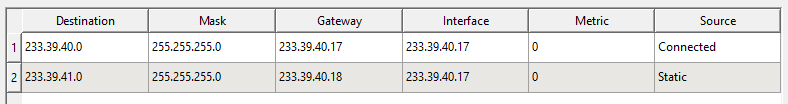 Destination Mask Gateway Interface Metric Source
1 233.39.40.0 255.255.255.0 233.39.40.17 233.39.40.17 0 Connected
2 233.39.41.0 255.255.255.0 233.39.40.18 233.39.40.17 0 Static